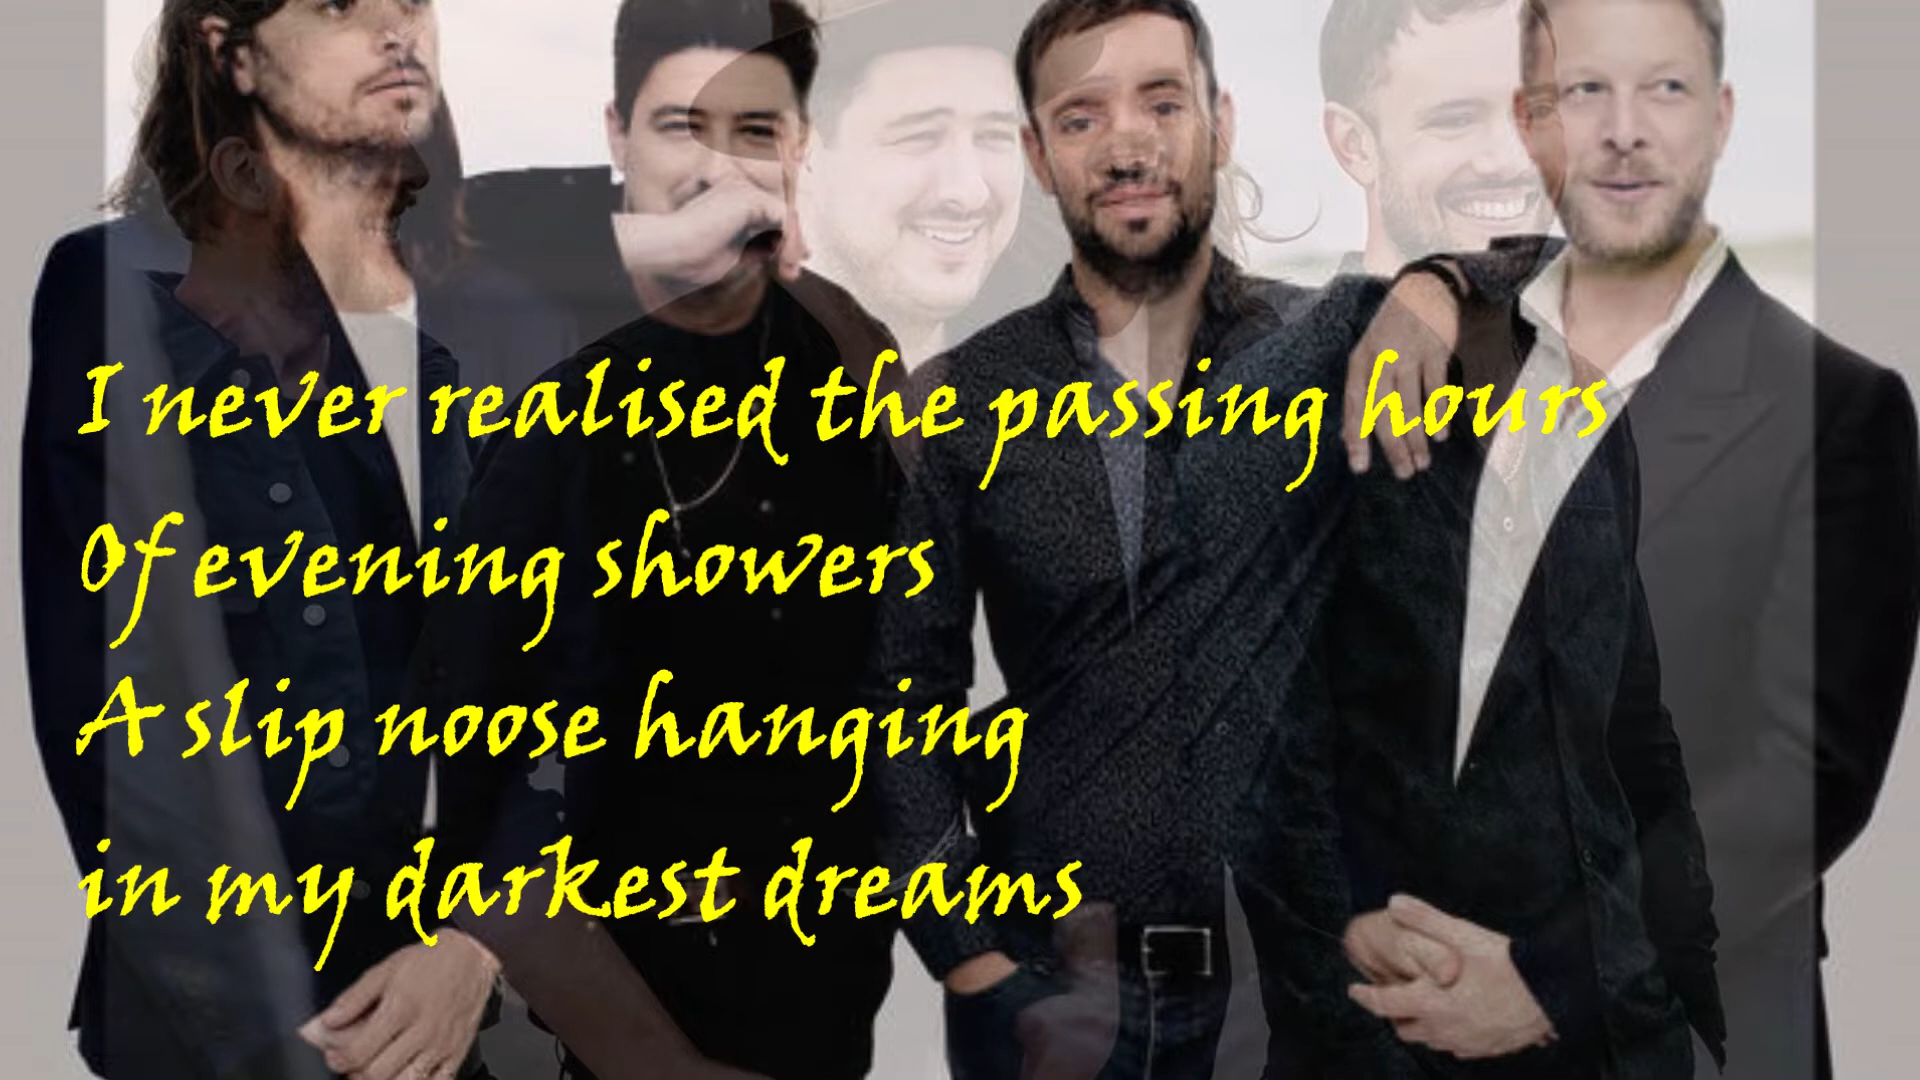 I never realised the passing hours
Of evening showers
A slip noose hanging
in my darkest dreams